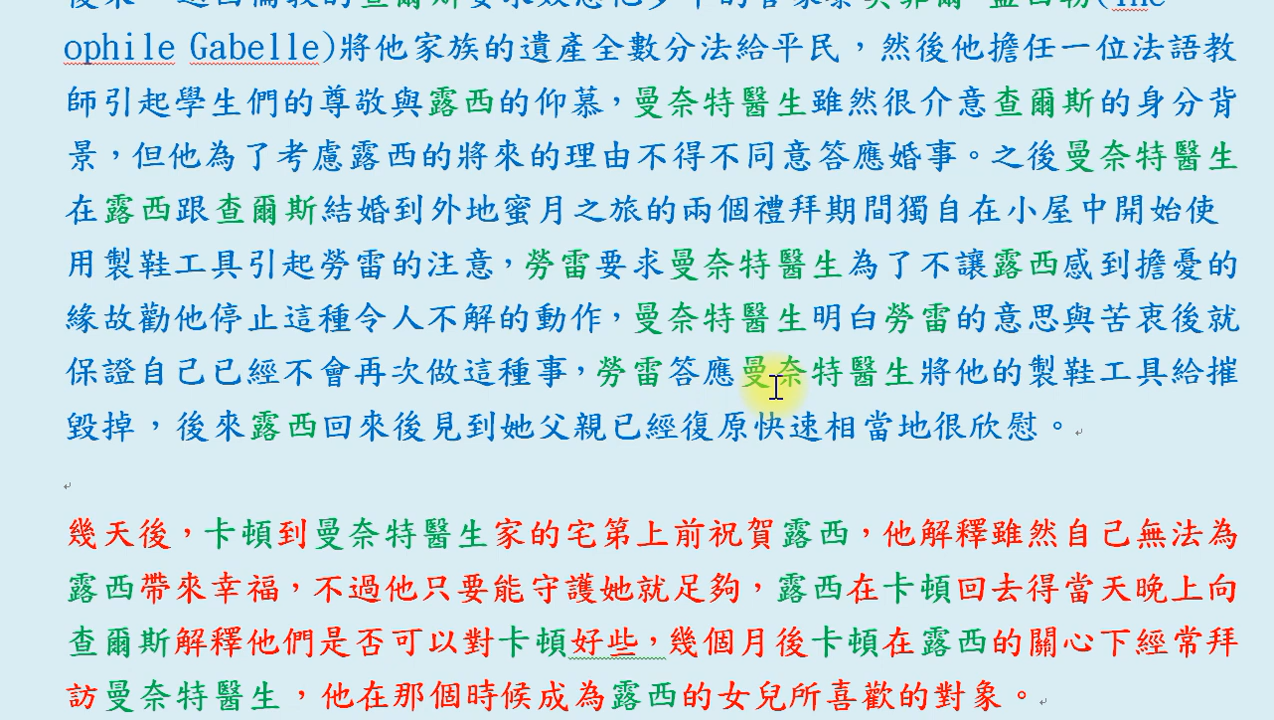 ophile Gabelle)將他家族的遺產全數分法給平民，然後他擔任一位法語教
師引起學生們的尊敬與露西的仰慕，曼奈特醫生雖然很介意查爾斯的身分背
景，但他為了考慮露西的將來的理由不得不同意答應婚事。之後曼奈特醫生
在露西跟查爾斯結婚到外地蜜月之旅的兩個禮拜期間獨自在小屋中開始使
用製鞋工具引起勞雷的注意，勞雷要求曼奈特醫生為了不讓露西感到擔憂的
緣故勸他停止這種令人不解的動作，曼奈特醫生明白勞雷的意思與苦衷後就
保證自己已經不會再次做這種事，勞雷答應曼奈特醫生將他的製鞋工具給摧
毀掉，後來露西回來後見到她父親已經復原快速相當地很欣慰。
幾天後，卡頓到曼奈特醫生家的宅第上前祝賀露西，他解釋雖然自己無法為
露西帶來幸福，不過他只要能守護她就足夠，露西在卡頓回去得當天晚上向
查爾斯解釋他們是否可以對卡頓好些，幾個月後卡頓在露西的關心下經常拜
訪曼奈特醫生，他在那個時候成為露西的女兒所喜歡的對象。